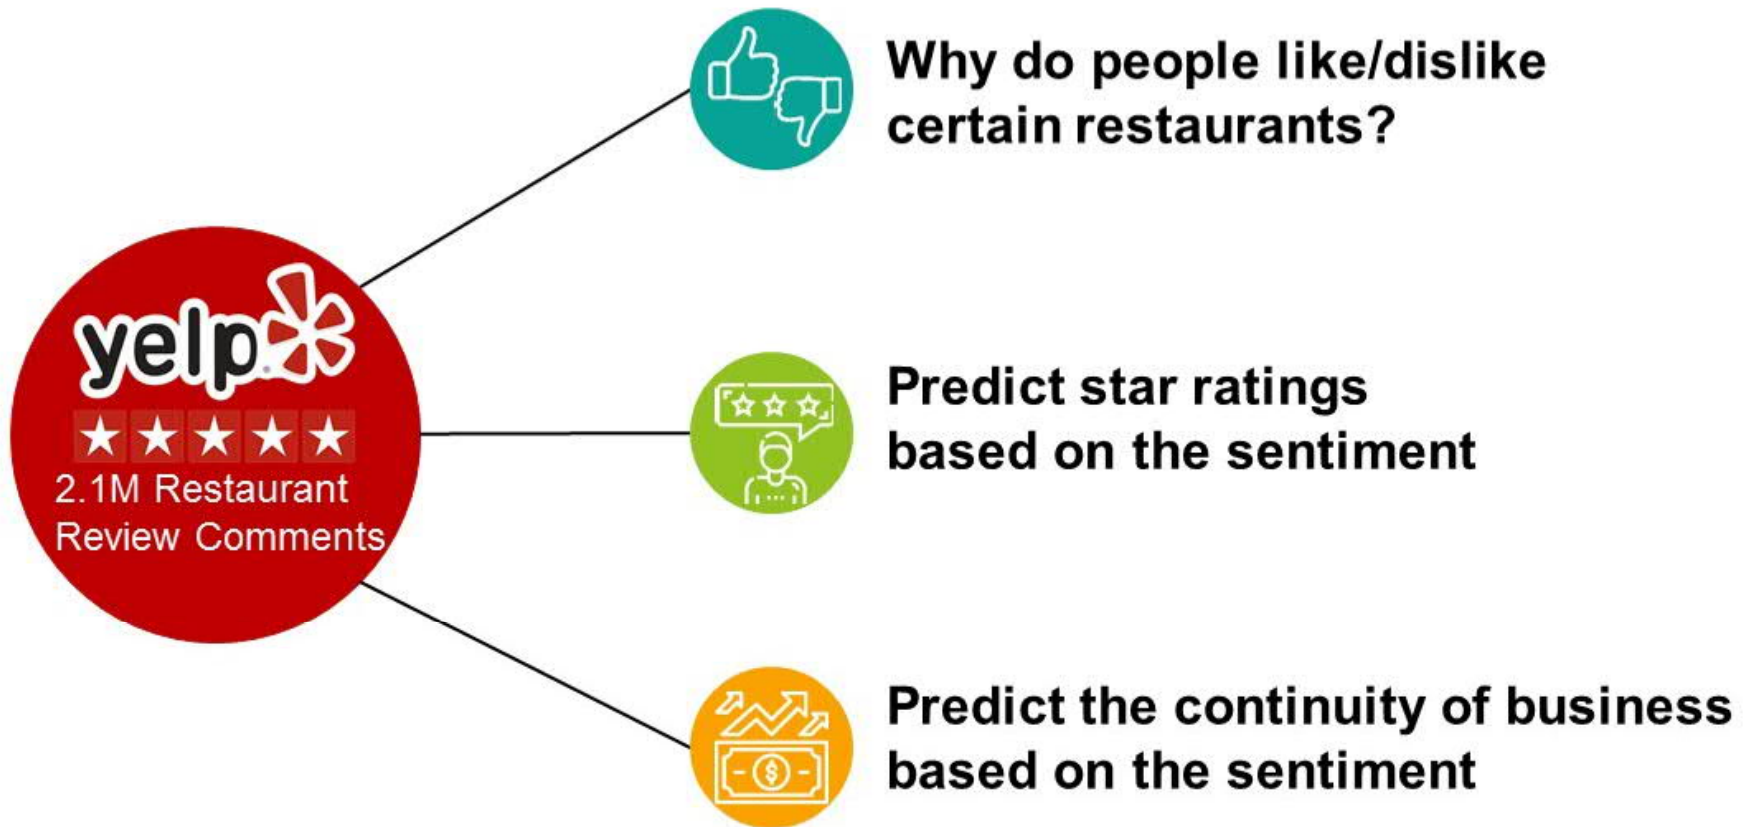 Why do people like/dislike
certain restaurants?
yelp
2.1M Restaurant
Review Comments
Predict star ratings
based on the sentiment
Predict the continuity of business
based on the sentiment